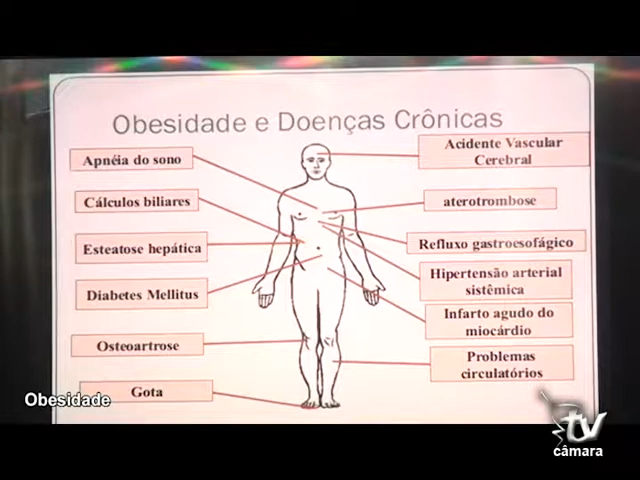 Obesidade e Doenças Crônicas
Apnéia do sono
Cálculos biliares
Esteatose hepática
Diabetes Mellitus
Osteoartrose
Gota
Acidente Vascular
Cerebral
aterotrombose
Refluxo gastroesofágico
Hipertensão arterial
sistêmica
Infarto agudo do
miocárdio
Problemas
circulatórios
Obesidade
tv
câmara